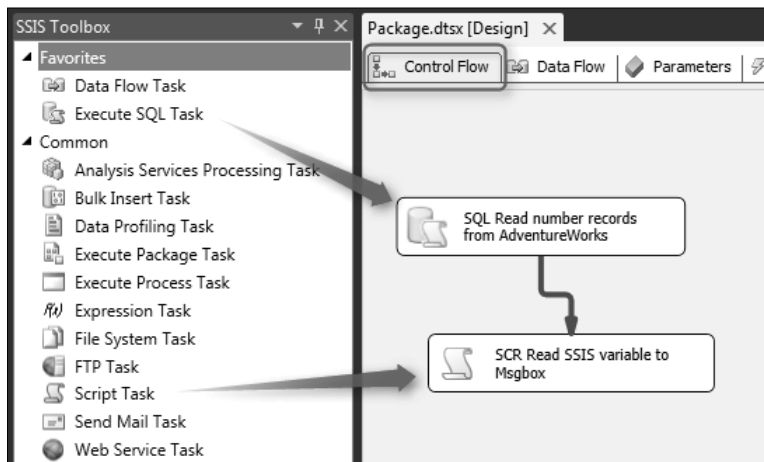 SSIS Toolbox
Favorites
Data Flow Task
Execute SQL Task
Common
Analysis Services Processing Task
Bulk Insert Task
Data Profiling Task
Execute Package Task
Execute Process Task
Expression Task
File System Task
FTP Task
Script Task
Send Mail Task
Web Service Task
Package.dtsx [Design]
Control Flow Data Flow Parameters
SQL Read number records
from AdventureWorks
SCR Read SSIS variable to
Msgbox